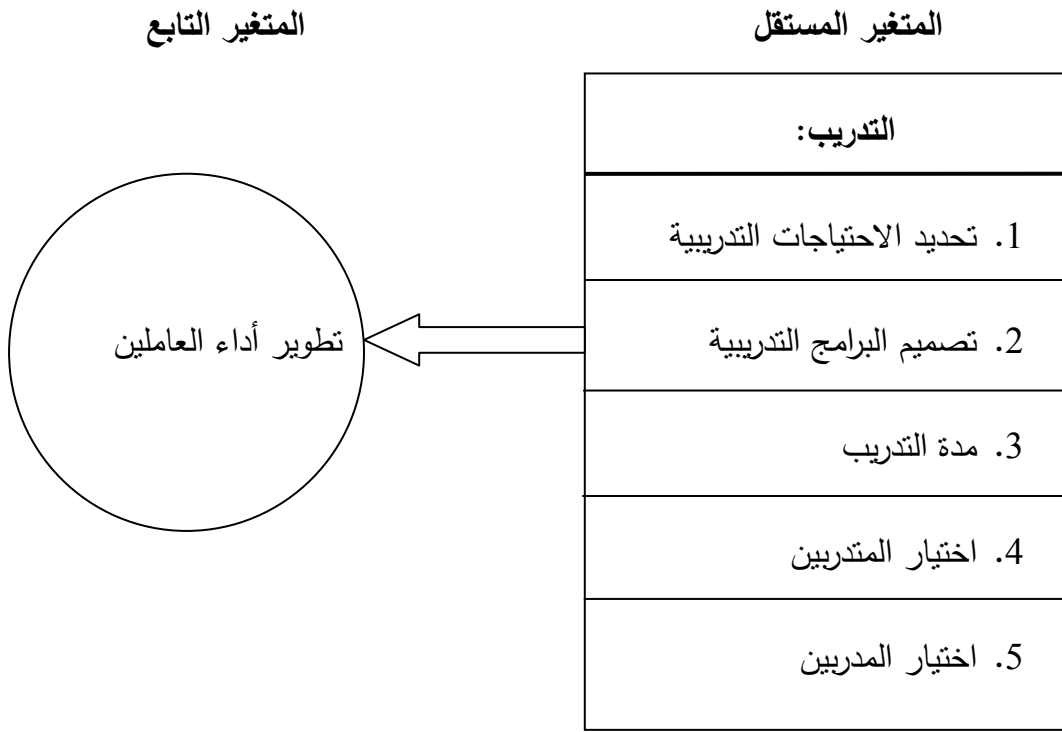 المتغير المستقل
المتغير التابع
التدريب:
1. تحديد الاحتياجات التدريبية
2. تصميم البرامج التدريبية
3. مدة التدريب
4. اختيار المتدربين
5. اختيار المدربين
تطوير أداء العاملين